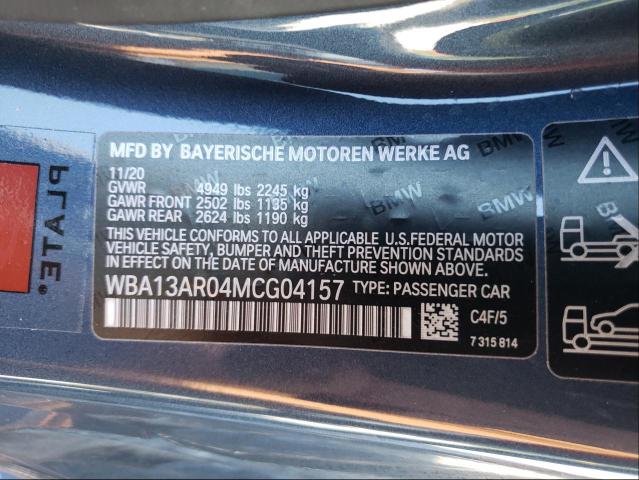 MFD BY BAYERISCHE MOTOREN WERKE AG
11/20
GVWR 4949 lbs 2245 kg
GAWR FRONT 2502 lbs 1135 kg
GAWR REAR 2624 lbs 1190 kg
THIS VEHICLE CONFORMS TO ALL APPLICABLE U.S.FEDERAL MOTOR
VEHICLE SAFETY, BUMPER AND THEFT PREVENTION STANDARDS
IN EFFECT ON THE DATE OF MANUFACTURE SHOWN ABOVE.
WBA13AR04MCG04157 TYPE: PASSENGER CAR
C4F/5
7 315 814
PLATE
BMW
BMW
BMW